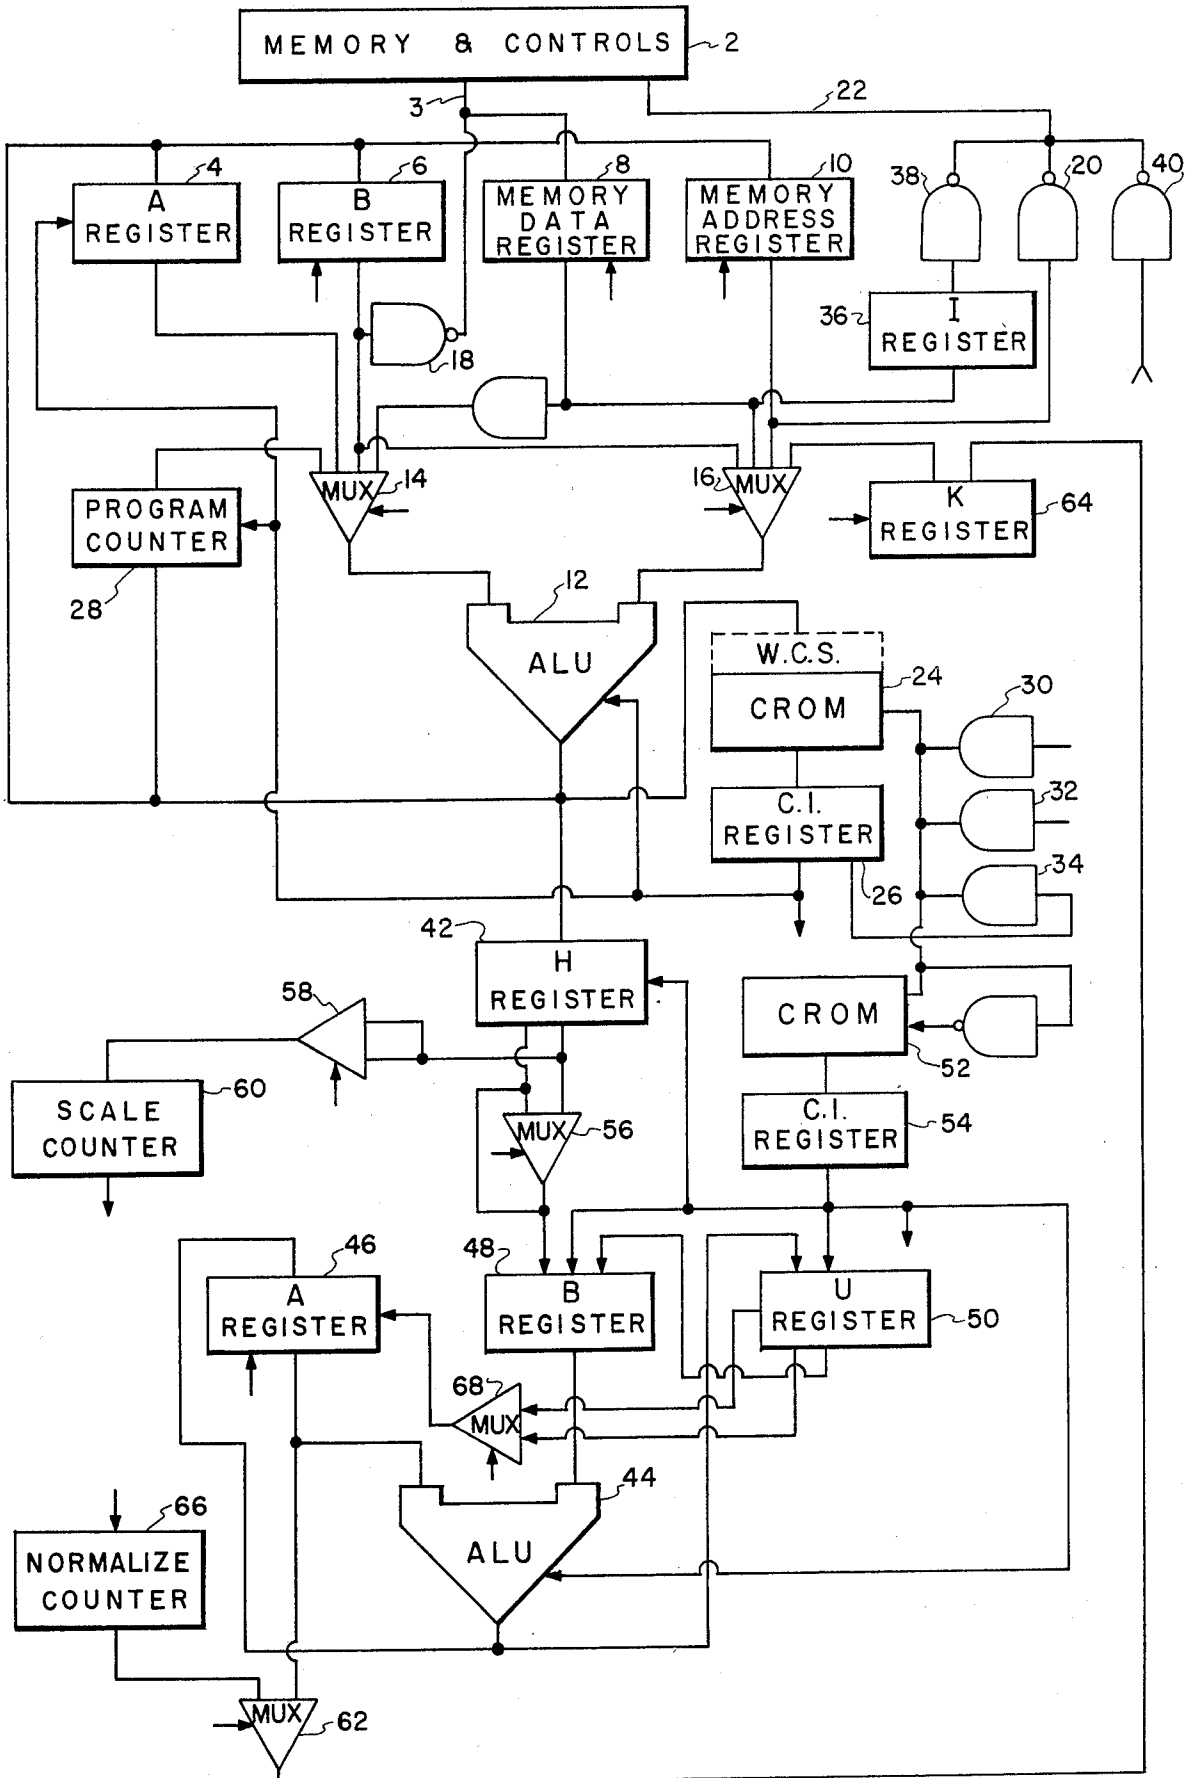 MEMORY & CONTROLS
2
3
22
4
A
REGISTER
6
B
REGISTER
8
MEMORY
DATA
REGISTER
10
MEMORY
ADDRESS
REGISTER
38
20
40
18
36
I
REGISTER
MUX
14
16
MUX
K
REGISTER
64
PROGRAM
COUNTER
28
12
ALU
W.C.S.
24
CROM
30
C.I.
REGISTER
26
32
34
42
H
REGISTER
58
CROM
52
60
SCALE
COUNTER
MUX
56
C.I.
REGISTER
54
46
A
REGISTER
48
B
REGISTER
U
REGISTER
50
68
MUX
44
ALU
66
NORMALIZE
COUNTER
MUX
62